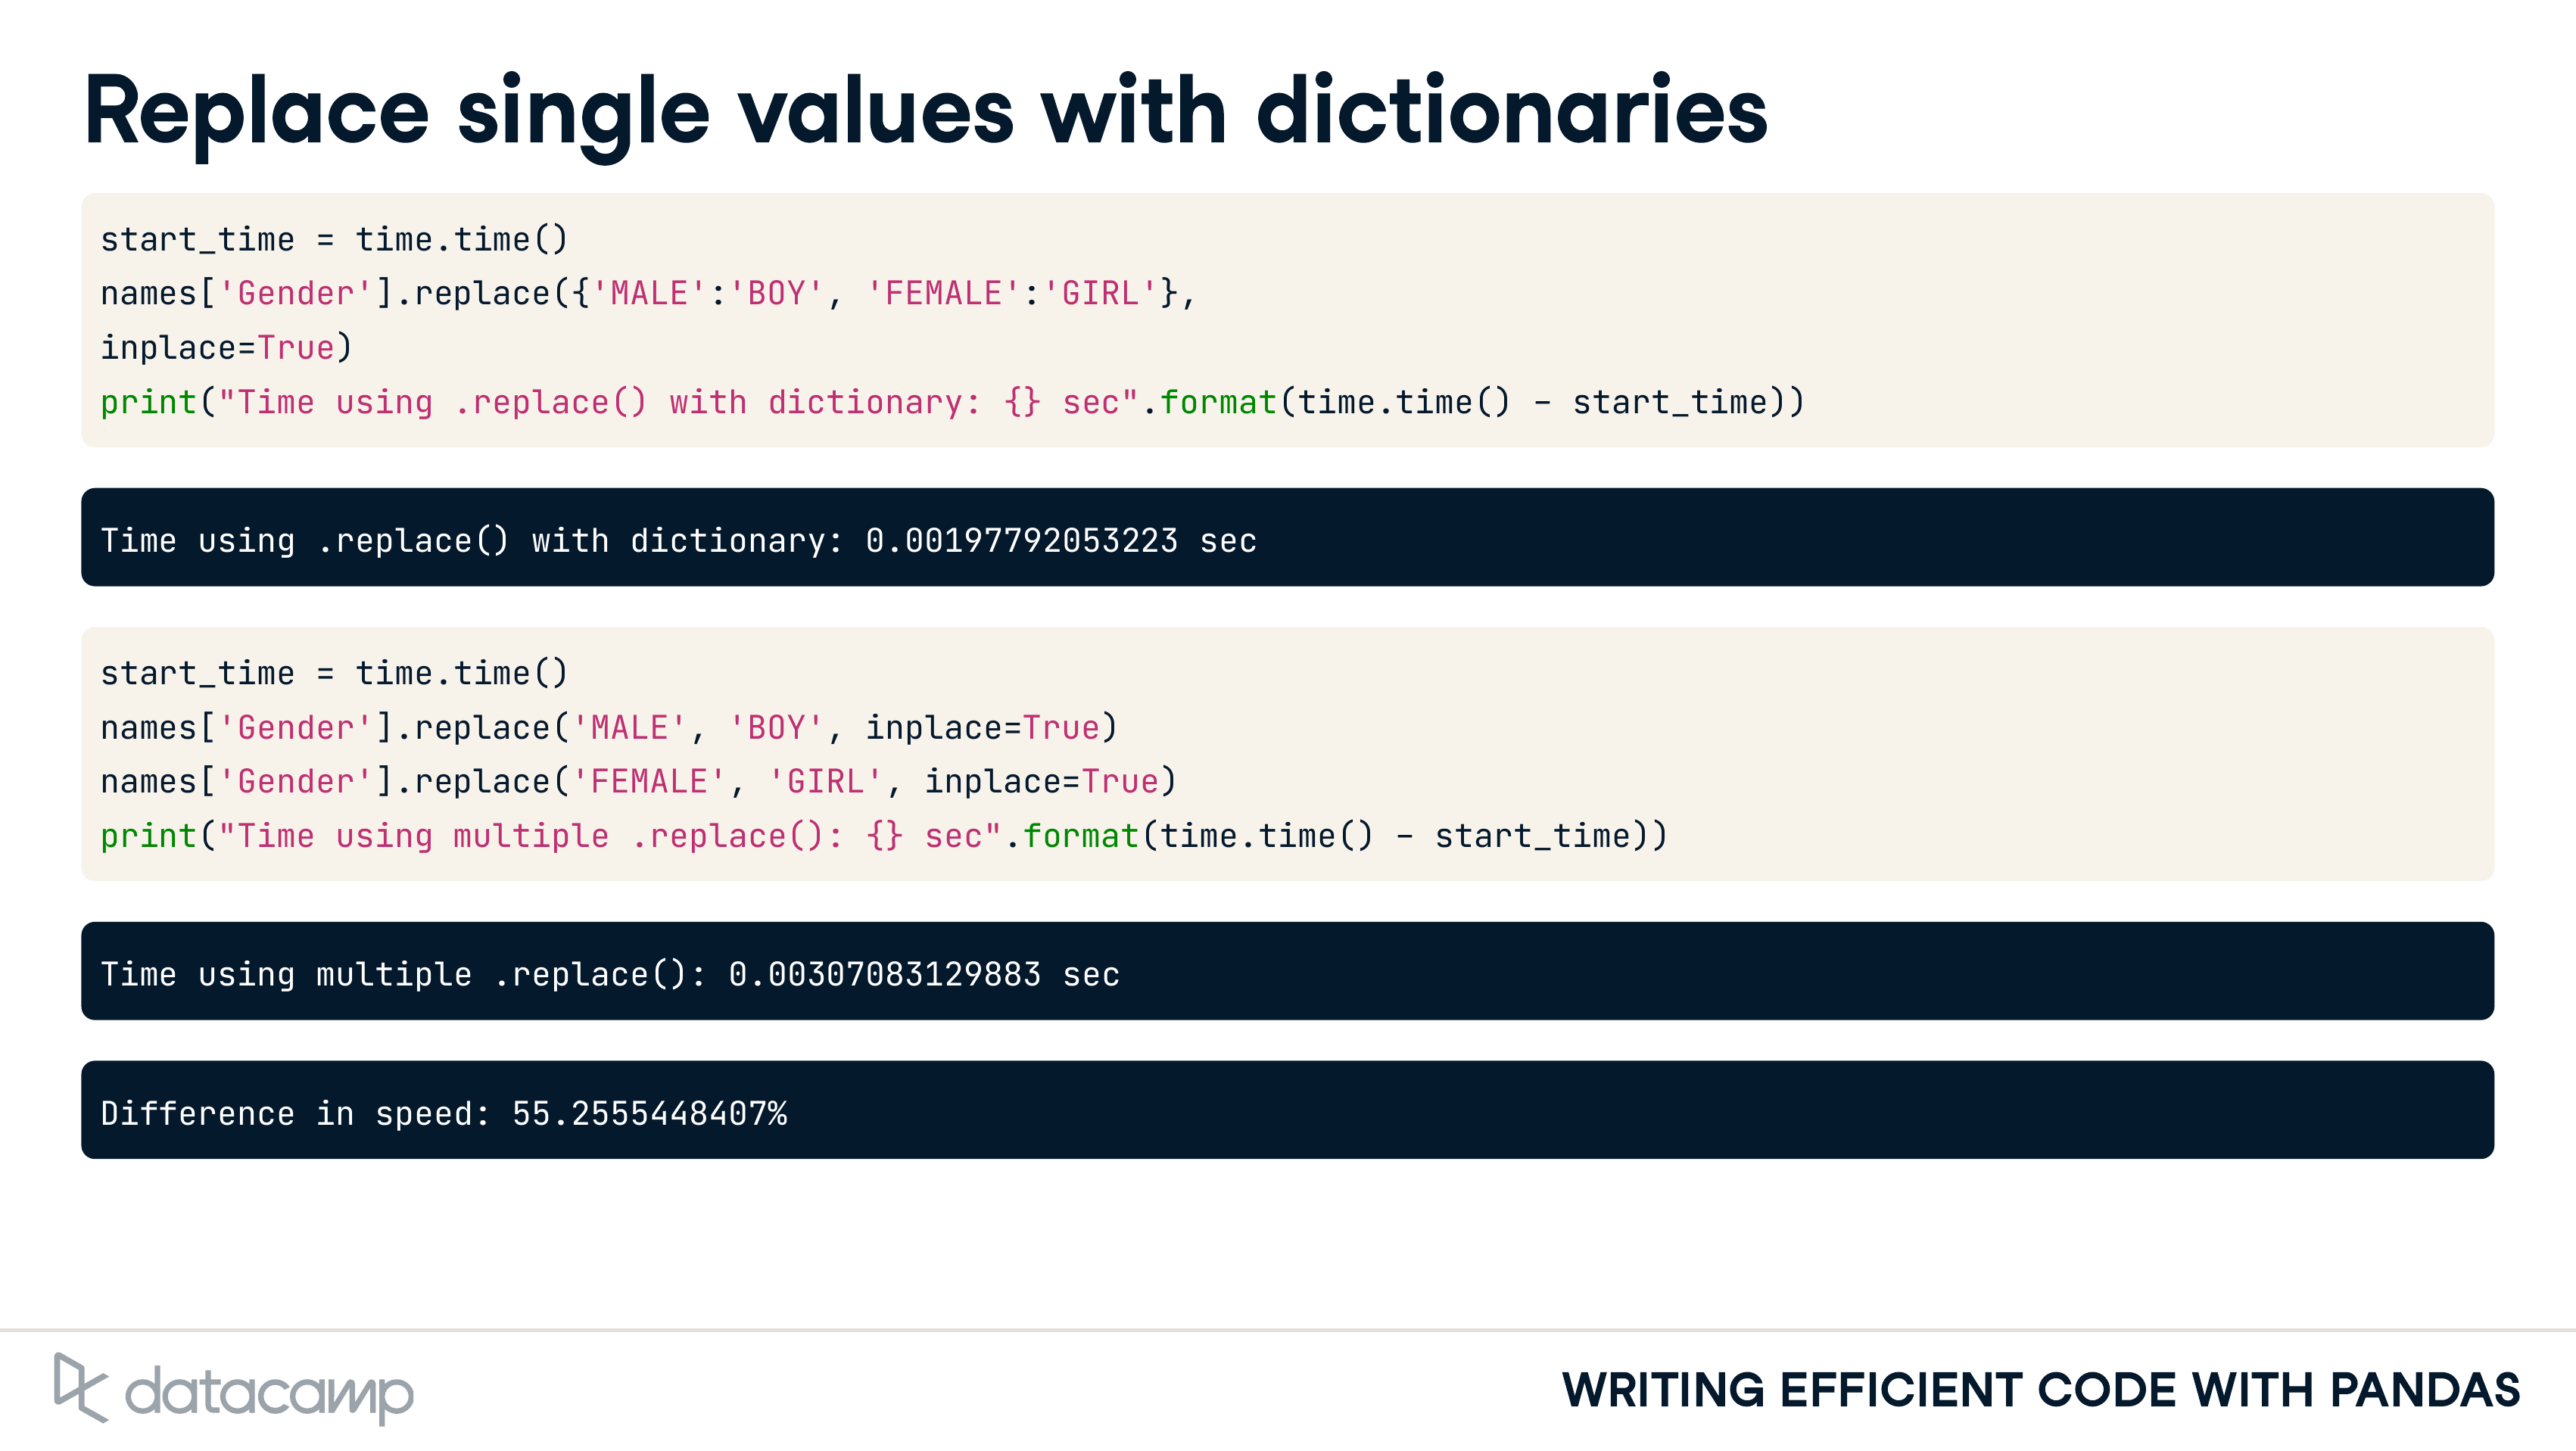 Replace single values with dictionaries
start_time = time.time()
names['Gender'].replace({'MALE':'BOY', 'FEMALE':'GIRL'},
inplace=True)
print("Time using .replace() with dictionary: {} sec".format(time.time() - start_time))
Time using .replace() with dictionary: 0.00197792053223 sec
start_time = time.time()
names['Gender'].replace('MALE', 'BOY', inplace=True)
names['Gender'].replace('FEMALE', 'GIRL', inplace=True)
print("Time using multiple .replace(): {} sec".format(time.time() - start_time))
Time using multiple .replace(): 0.00307083129883 sec
Difference in speed: 55.2555448407%
datacamp
WRITING EFFICIENT CODE WITH PANDAS